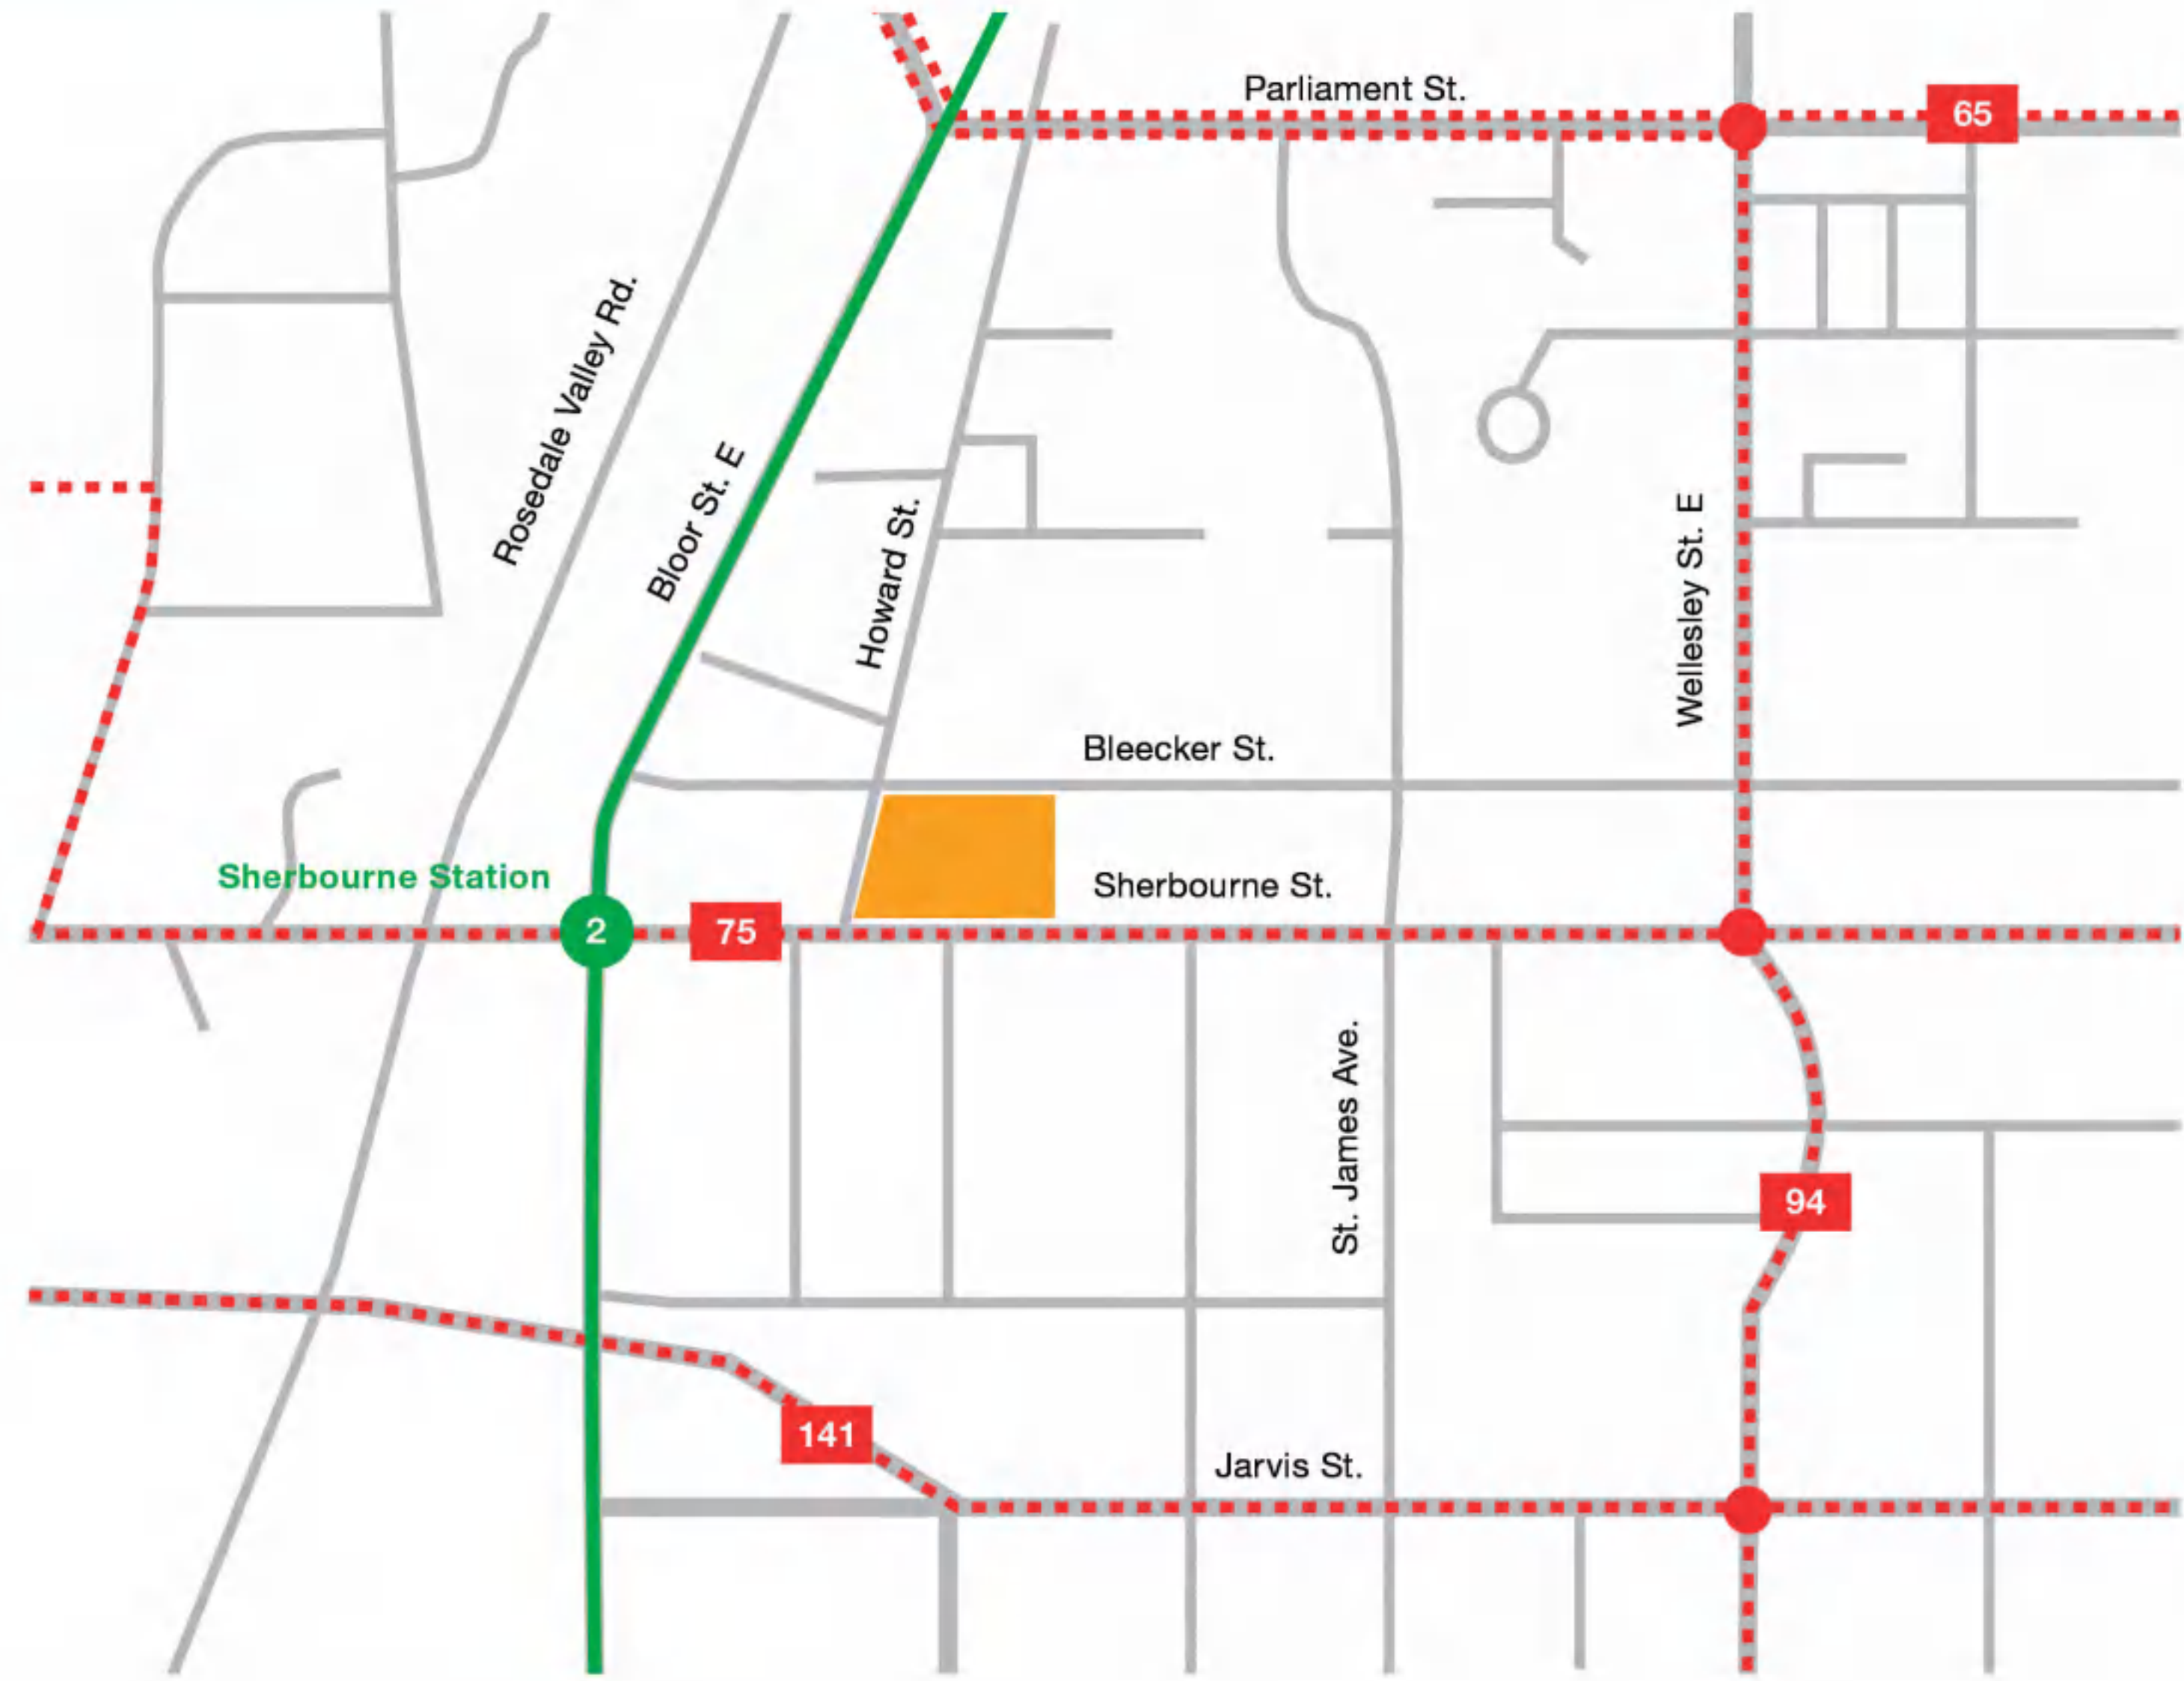 Parliament St.
65
Rosedale Valley Rd.
Bloor St. E
Howard St.
Wellesley St. E
Bleecker St.
Sherbourne Station
Sherbourne St.
2
75
St. James Ave.
94
141
Jarvis St.